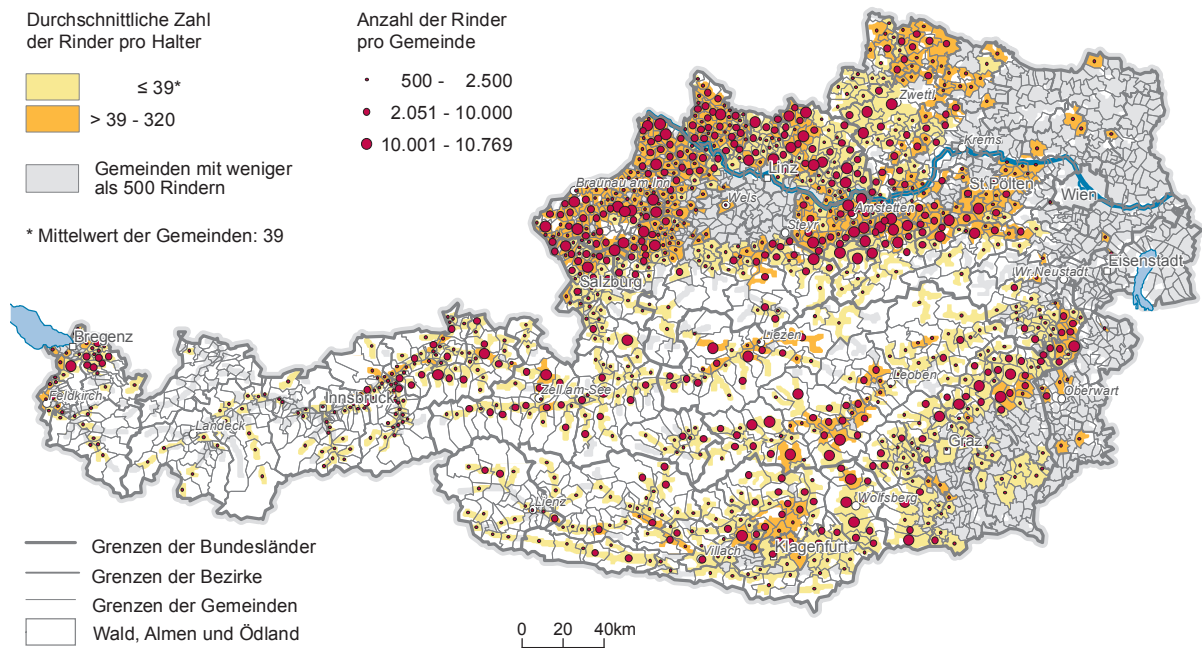 Durchschnittliche Zahl
der Rinder pro Halter
≤ 39*
> 39 - 320
Gemeinden mit weniger
als 500 Rindern
* Mittelwert der Gemeinden: 39
Anzahl der Rinder
pro Gemeinde
500 - 2.500
2.051 - 10.000
10.001 - 10.769
Zwettl
Krems
Linz
St.Pölten
Braunau am Inn
Wels
Amstetten
Wien
Steyr
Eisenstadt
Wr.Neustadt
Salzburg
Bregenz
Liezen
Leoben
Zell am See
Oberwart
Feldkirch
Innsbruck
Landeck
Graz
Lienz
Wolfsberg
Villach
Klagenfurt
Grenzen der Bundesländer
Grenzen der Bezirke
Grenzen der Gemeinden
Wald, Almen und Ödland
0 20 40km